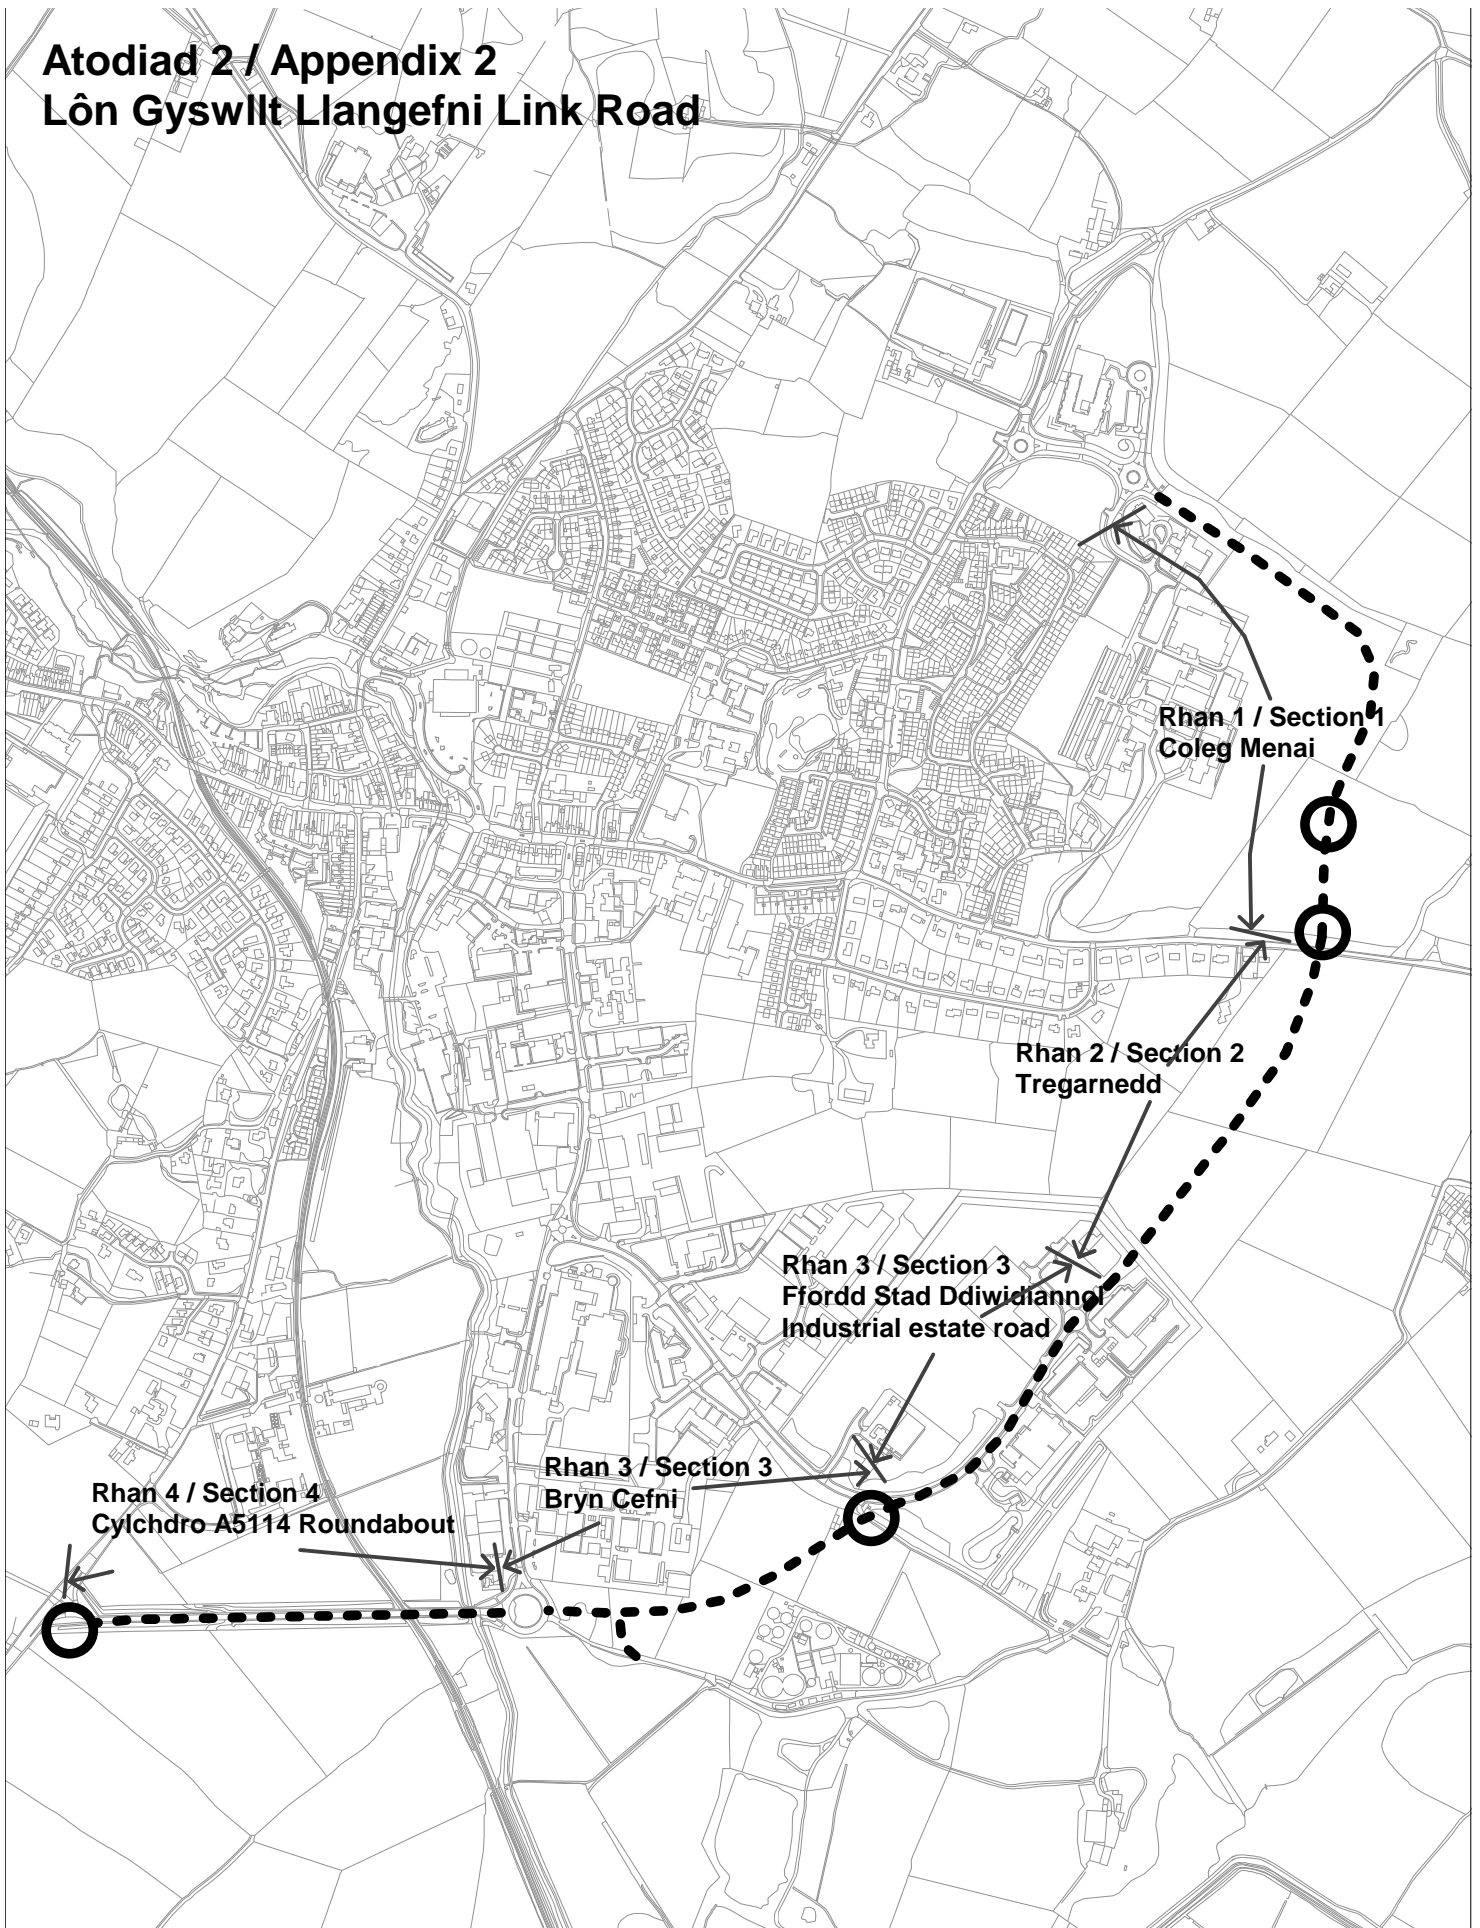 Atodiad 2 / Appendix 2
Lôn Gyswllt Llangefni Link Road
Rhan 1 / Section 1
Coleg Menai
Rhan 2 / Section 2
Tregarnedd
Rhan 3 / Section 3
Ffordd Stad Ddiwidiannol
Industrial estate road
Rhan 3 / Section 3
Bryn Cefni
Rhan 4 / Section 4
Cylchdro A5114 Roundabout